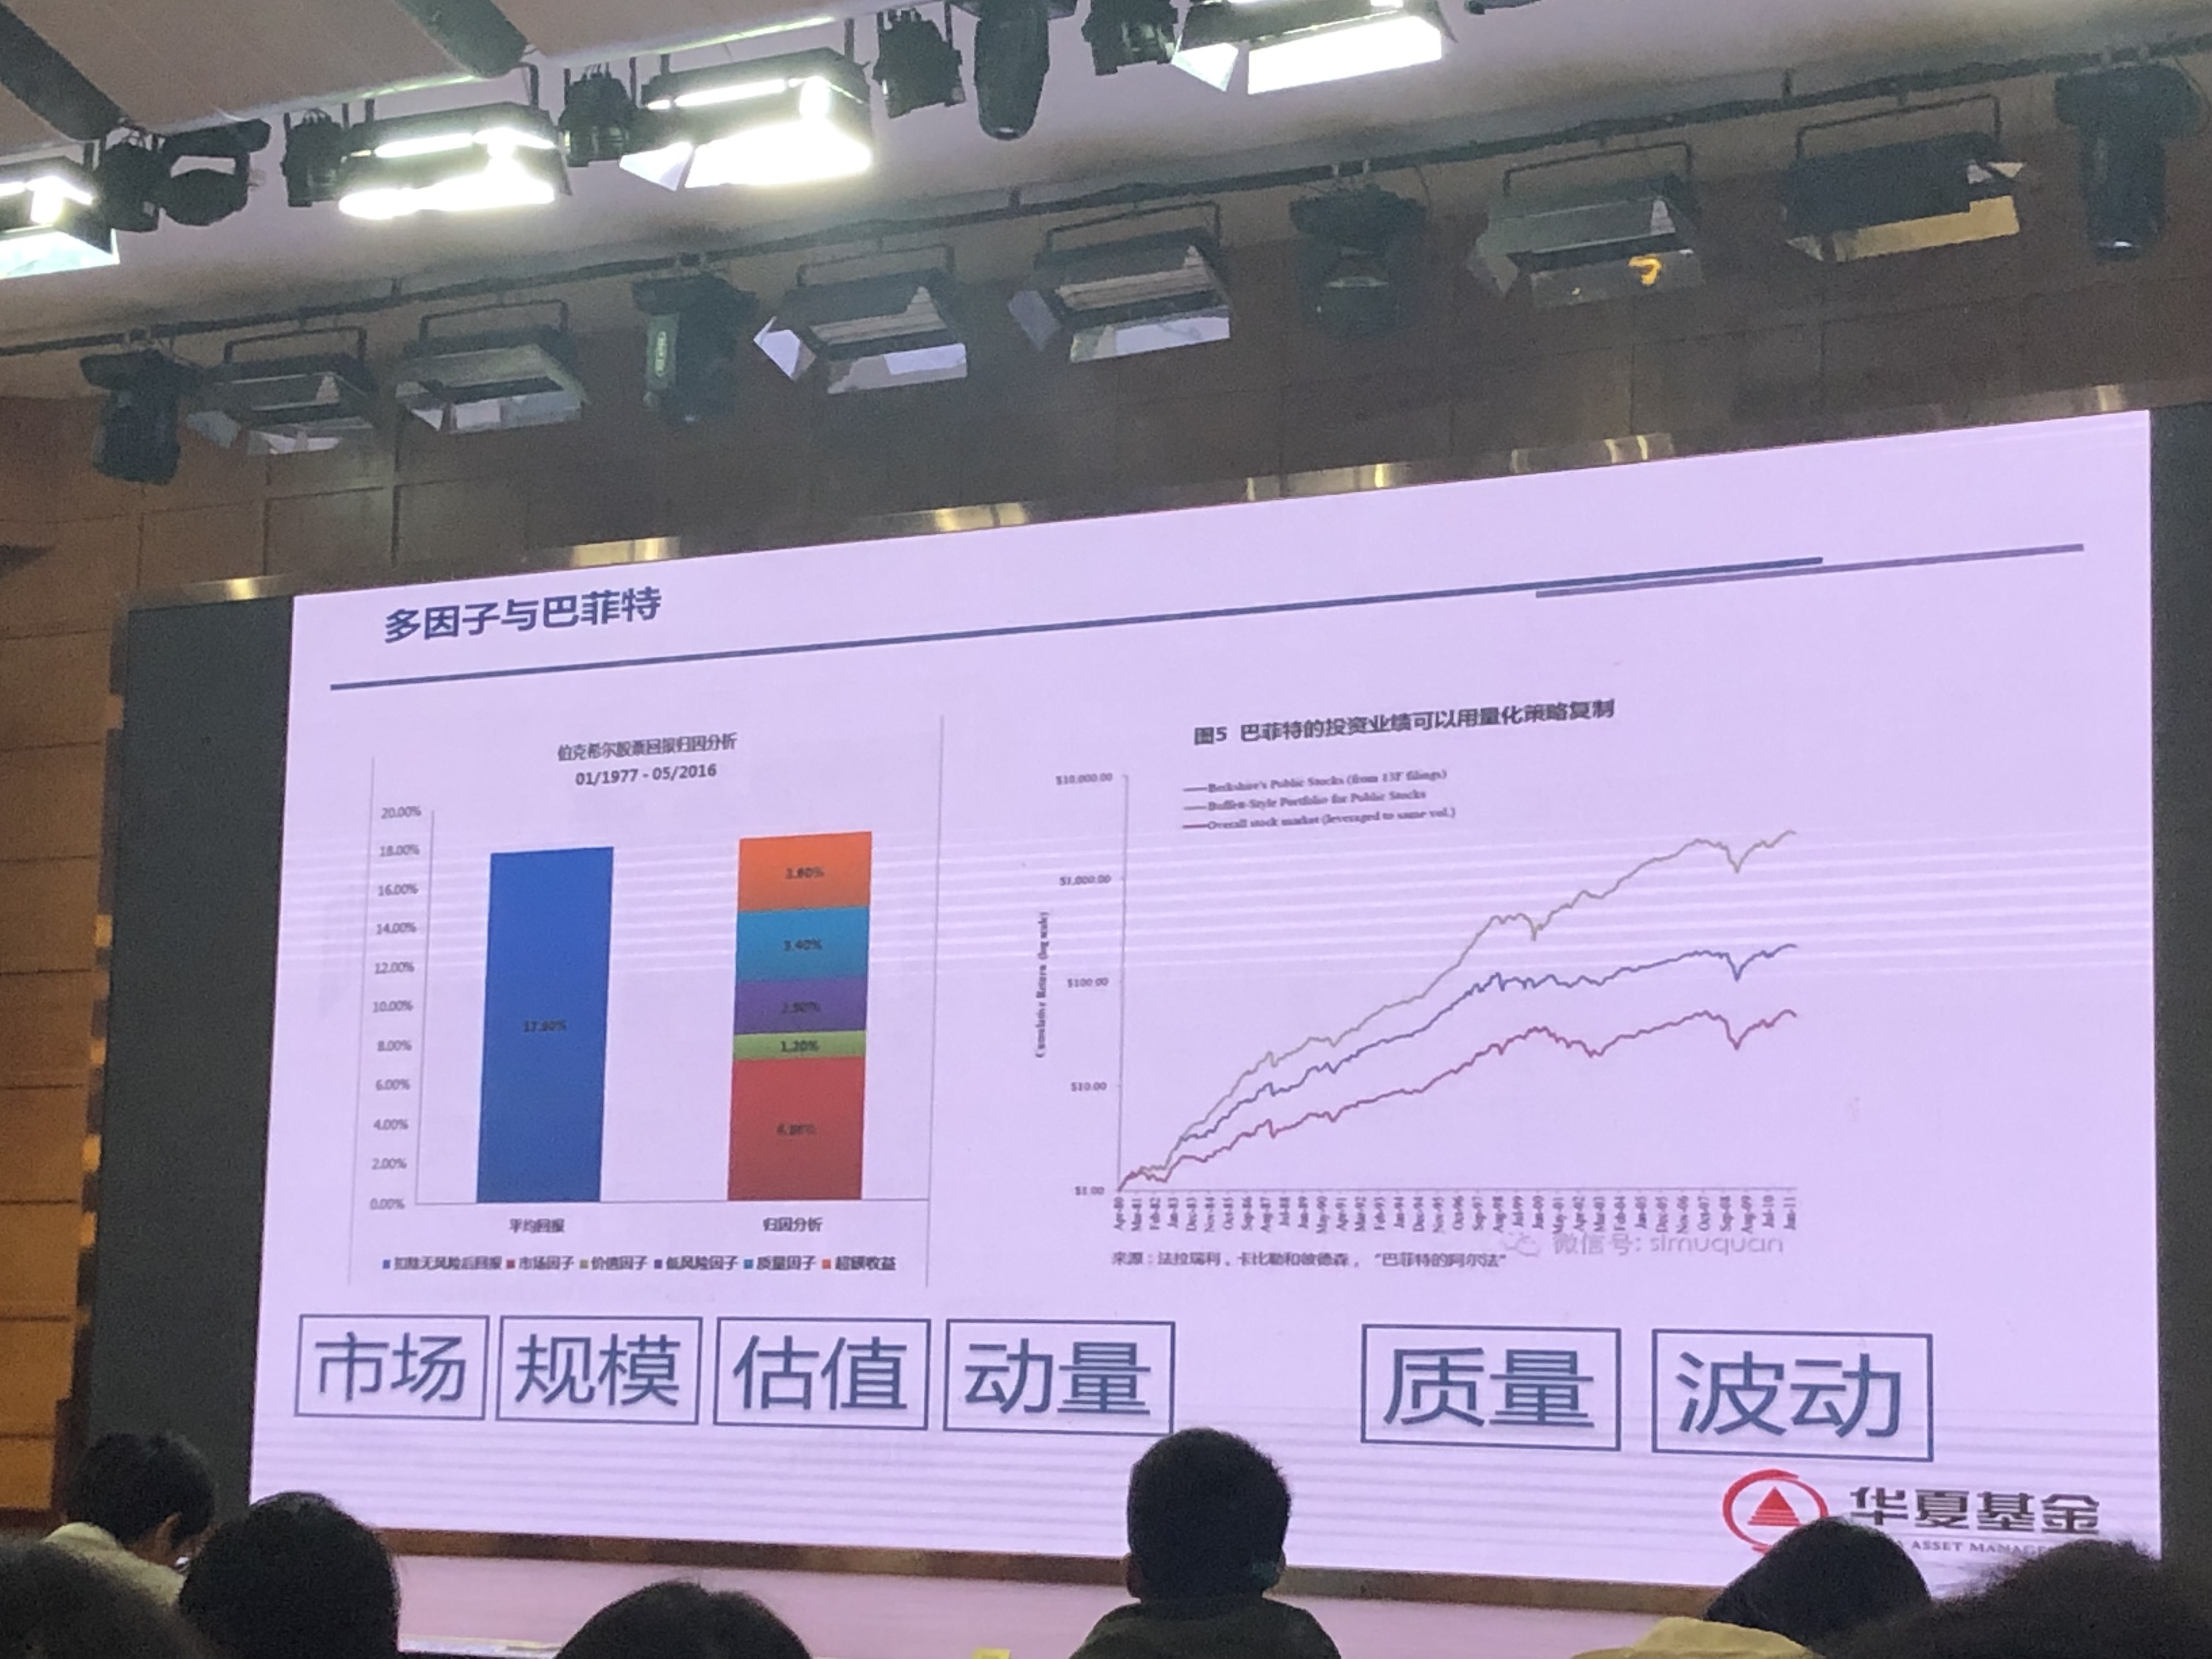 多因子与巴菲特
伯克希尔股票回报归因分析
01/1977 - 05/2016
20.00%
18.00%
16.00%
14.00%
12.00%
10.00%
8.00%
6.00%
4.00%
2.00%
0.00%
3.60%
3.40%
1.20%
平均回报
归因分析
扣除无风险后回报 市场因子 价值因子 低风险因子 质量因子 超额收益
图5 巴菲特的投资业绩可以用量化策略复制
Berkshire's Public Stocks (from 13F filings)
Buffett-Style Portfolio for Public Stocks
Overall stock market (leveraged to same vol.)
Cumulative Return (log scale)
$10,000.00
$1,000.00
$100.00
$10.00
$1.00
Apr-80 Mar-81 Feb-82 Jan-83 Dec-83 Nov-84 Oct-85 Sep-86 Aug-87 Jul-88 Jun-89 May-90 Apr-91 Mar-92 Feb-93 Jan-94 Dec-94 Nov-95 Oct-96 Sep-97 Aug-98 Jul-99 Jun-00 May-01 Apr-02 Mar-03 Feb-04 Jan-05 Dec-05 Nov-06 Oct-07 Sep-08 Aug-09 Jul-10 Jun-11
微信号: simuquan
来源：法拉瑞利，卡比勒和彼德森，“巴菲特的阿尔法”
市场 规模 估值 动量 质量 波动
华夏基金
ASSET